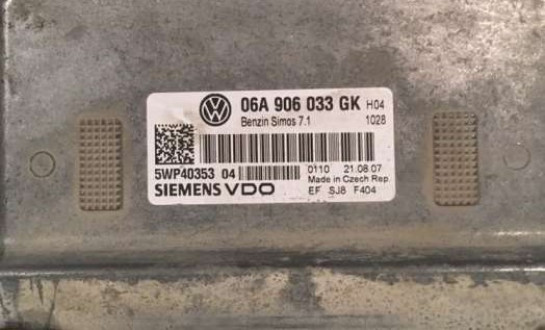 06A 906 033 GK H04
Benzin Simos 7.1 1028
5WP40353 04 0110 21.08.07
Made in Czech Rep.
SIEMENS VDO EF SJ8 F404